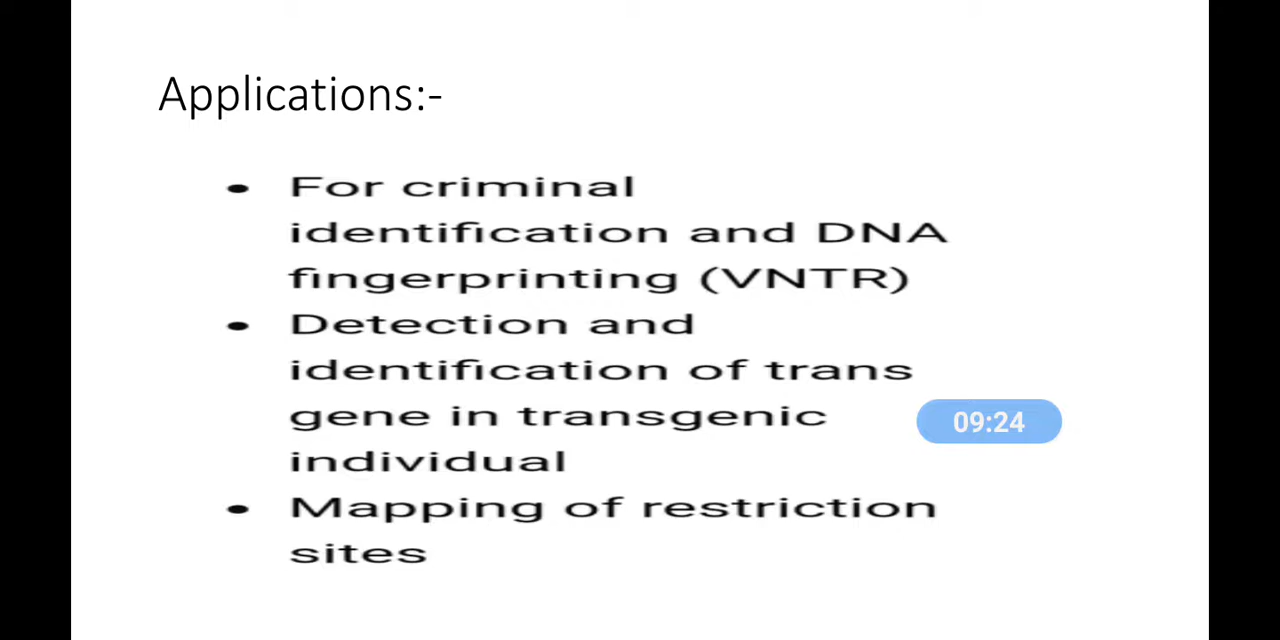 Applications:-
• For criminal
identification and DNA
fingerprinting (VNTR)
• Detection and
identification of trans
gene in transgenic
individual
09:24
• Mapping of restriction
sites